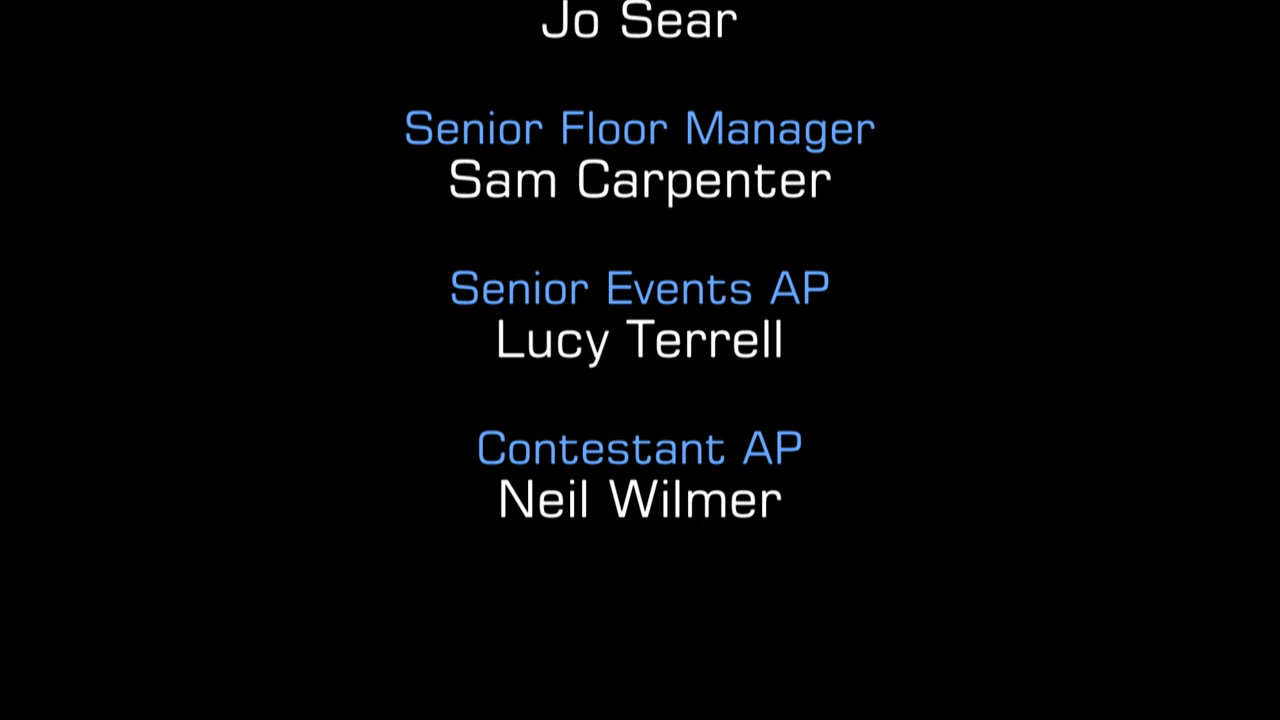 Jo Sear
Senior Floor Manager
Sam Carpenter
Senior Events AP
Lucy Terrell
Contestant AP
Neil Wilmer